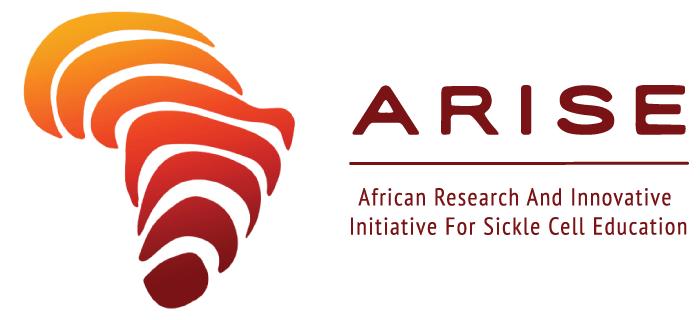 ARISE
African Research And Innovative
Initiative For Sickle Cell Education